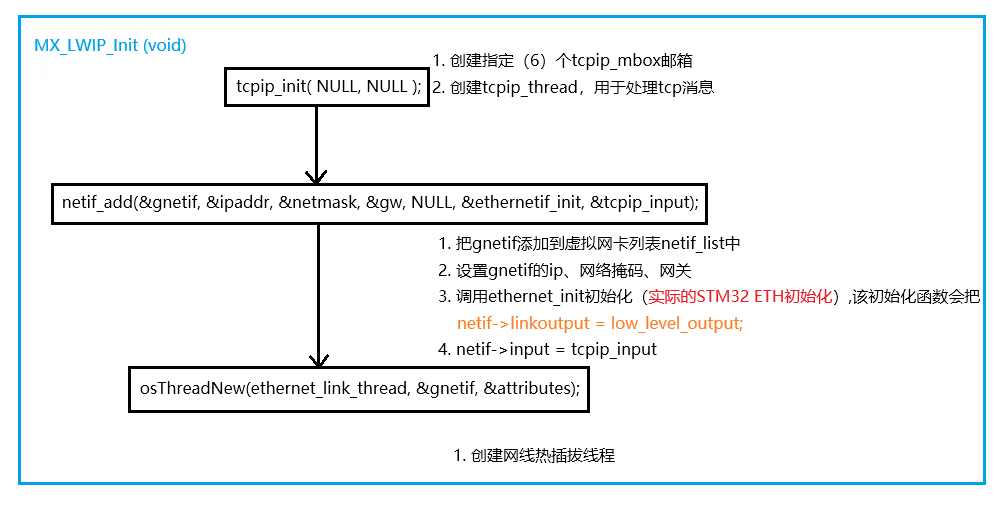 MX_LWIP_Init (void)
1. 创建指定（6）个tcpip_mbox邮箱
tcpip_init( NULL, NULL );
2. 创建tcpip_thread，用于处理tcp消息
netif_add(&gnetif, &ipaddr, &netmask, &gw, NULL, &ethernetif_init, &tcpip_input);
1. 把gnetif添加到虚拟网卡列表netif_list中
2. 设置gnetif的ip、网络掩码、网关
3. 调用ethernet_init初始化（实际的STM32 ETH初始化）,该初始化函数会把
netif->linkoutput = low_level_output;
4. netif->input = tcpip_input
osThreadNew(ethernet_link_thread, &gnetif, &attributes);
1. 创建网线热插拔线程